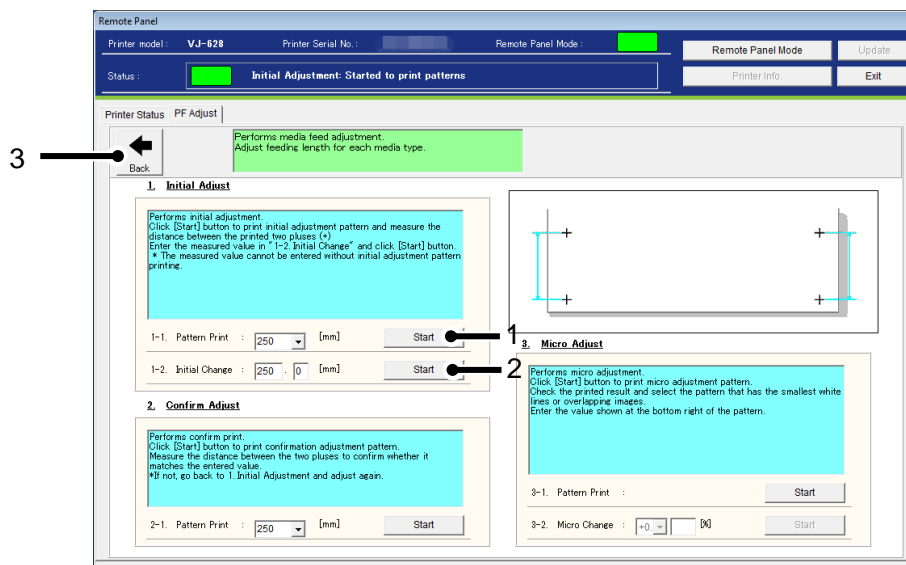 Remote Panel
Printer model : VJ-628 Printer Serial No. : Remote Panel Mode :
Remote Panel Mode Update
Status : Initial Adjustment: Started to print patterns
Printer Info. Exit
Printer Status PF Adjust
3
Back
Performs media feed adjustment.
Adjust feeding length for each media type.
1. Initial Adjust
Performs initial adjustment.
Click [Start] button to print initial adjustment pattern and measure the
distance between the printed two pluses (+)
Enter the measured value in "1-2. Initial Change" and click [Start] button.
* The measured value cannot be entered without initial adjustment pattern
printing.
1-1. Pattern Print : 250 [mm] Start 1
1-2. Initial Change : 250 . 0 [mm] Start 2
2. Confirm Adjust
Performs confirm print.
Click [Start] button to print confirmation adjustment pattern.
Measure the distance between the two pluses to confirm whether it
matches the entered value.
*If not, go back to 1. Initial Adjustment and adjust again.
2-1. Pattern Print : 250 [mm] Start
3. Micro Adjust
Performs micro adjustment.
Click [Start] button to print micro adjustment pattern.
Check the printed result and select the pattern that has the smallest white
lines or overlapping images.
Enter the value shown at the bottom right of the pattern.
3-1. Pattern Print : Start
3-2. Micro Change : +0. [%] Start